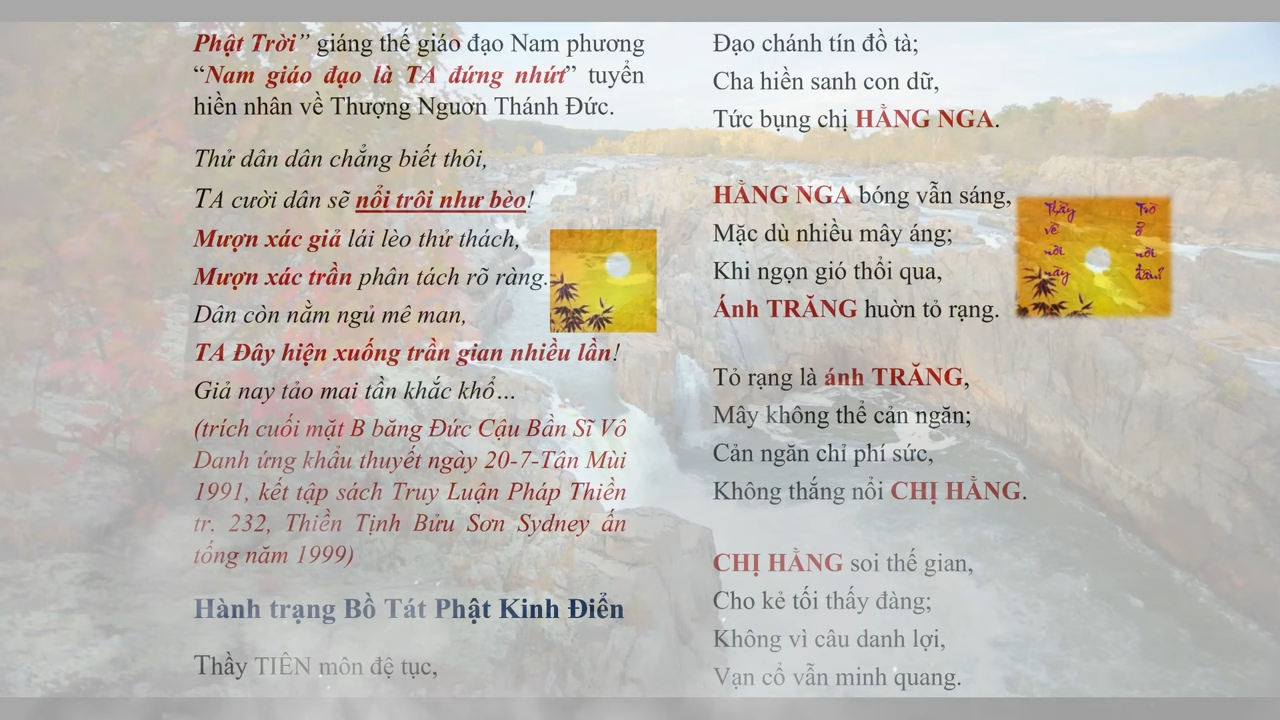 Phật Trời” giáng thế giáo đạo Nam phương
“Nam giáo đạo là TA đứng nhứt” tuyển
hiền nhân về Thượng Nguơn Thánh Đức.
Thử dân dân chẳng biết thôi,
TA cười dân sẽ nổi trôi như bèo!
Mượn xác giả lái lèo thử thách,
Mượn xác trần phân tách rõ ràng.
Dân còn nằm ngủ mê man,
TA Đây hiện xuống trần gian nhiều lần!
Giả nay tảo mai tần khắc khổ…
(trích cuối mặt B băng Đức Cậu Bần Sĩ Vô
Danh ứng khẩu thuyết ngày 20-7-Tân Mùi
1991, kết tập sách Truy Luận Pháp Thiền
tr. 232, Thiền Tịnh Bửu Sơn Sydney ấn
tống năm 1999)
Hành trạng Bồ Tát Phật Kinh Điển
Thầy TIÊN môn đệ tục,
Đạo chánh tín đồ tà;
Cha hiền sanh con dữ,
Tức bụng chị HẰNG NGA.
HẰNG NGA bóng vẫn sáng,
Mặc dù nhiều mây áng;
Khi ngọn gió thổi qua,
Ánh TRĂNG huờn tỏ rạng.
Tỏ rạng là ánh TRĂNG,
Mây không thể cản ngăn;
Cản ngăn chỉ phí sức,
Không thắng nổi CHỊ HẰNG.
CHỊ HẰNG soi thế gian,
Cho kẻ tối thấy đàng;
Không vì câu danh lợi,
Vạn cổ vẫn minh quang.
Thầy
về
nơi
này
Trò
ở
nơi
đâu?